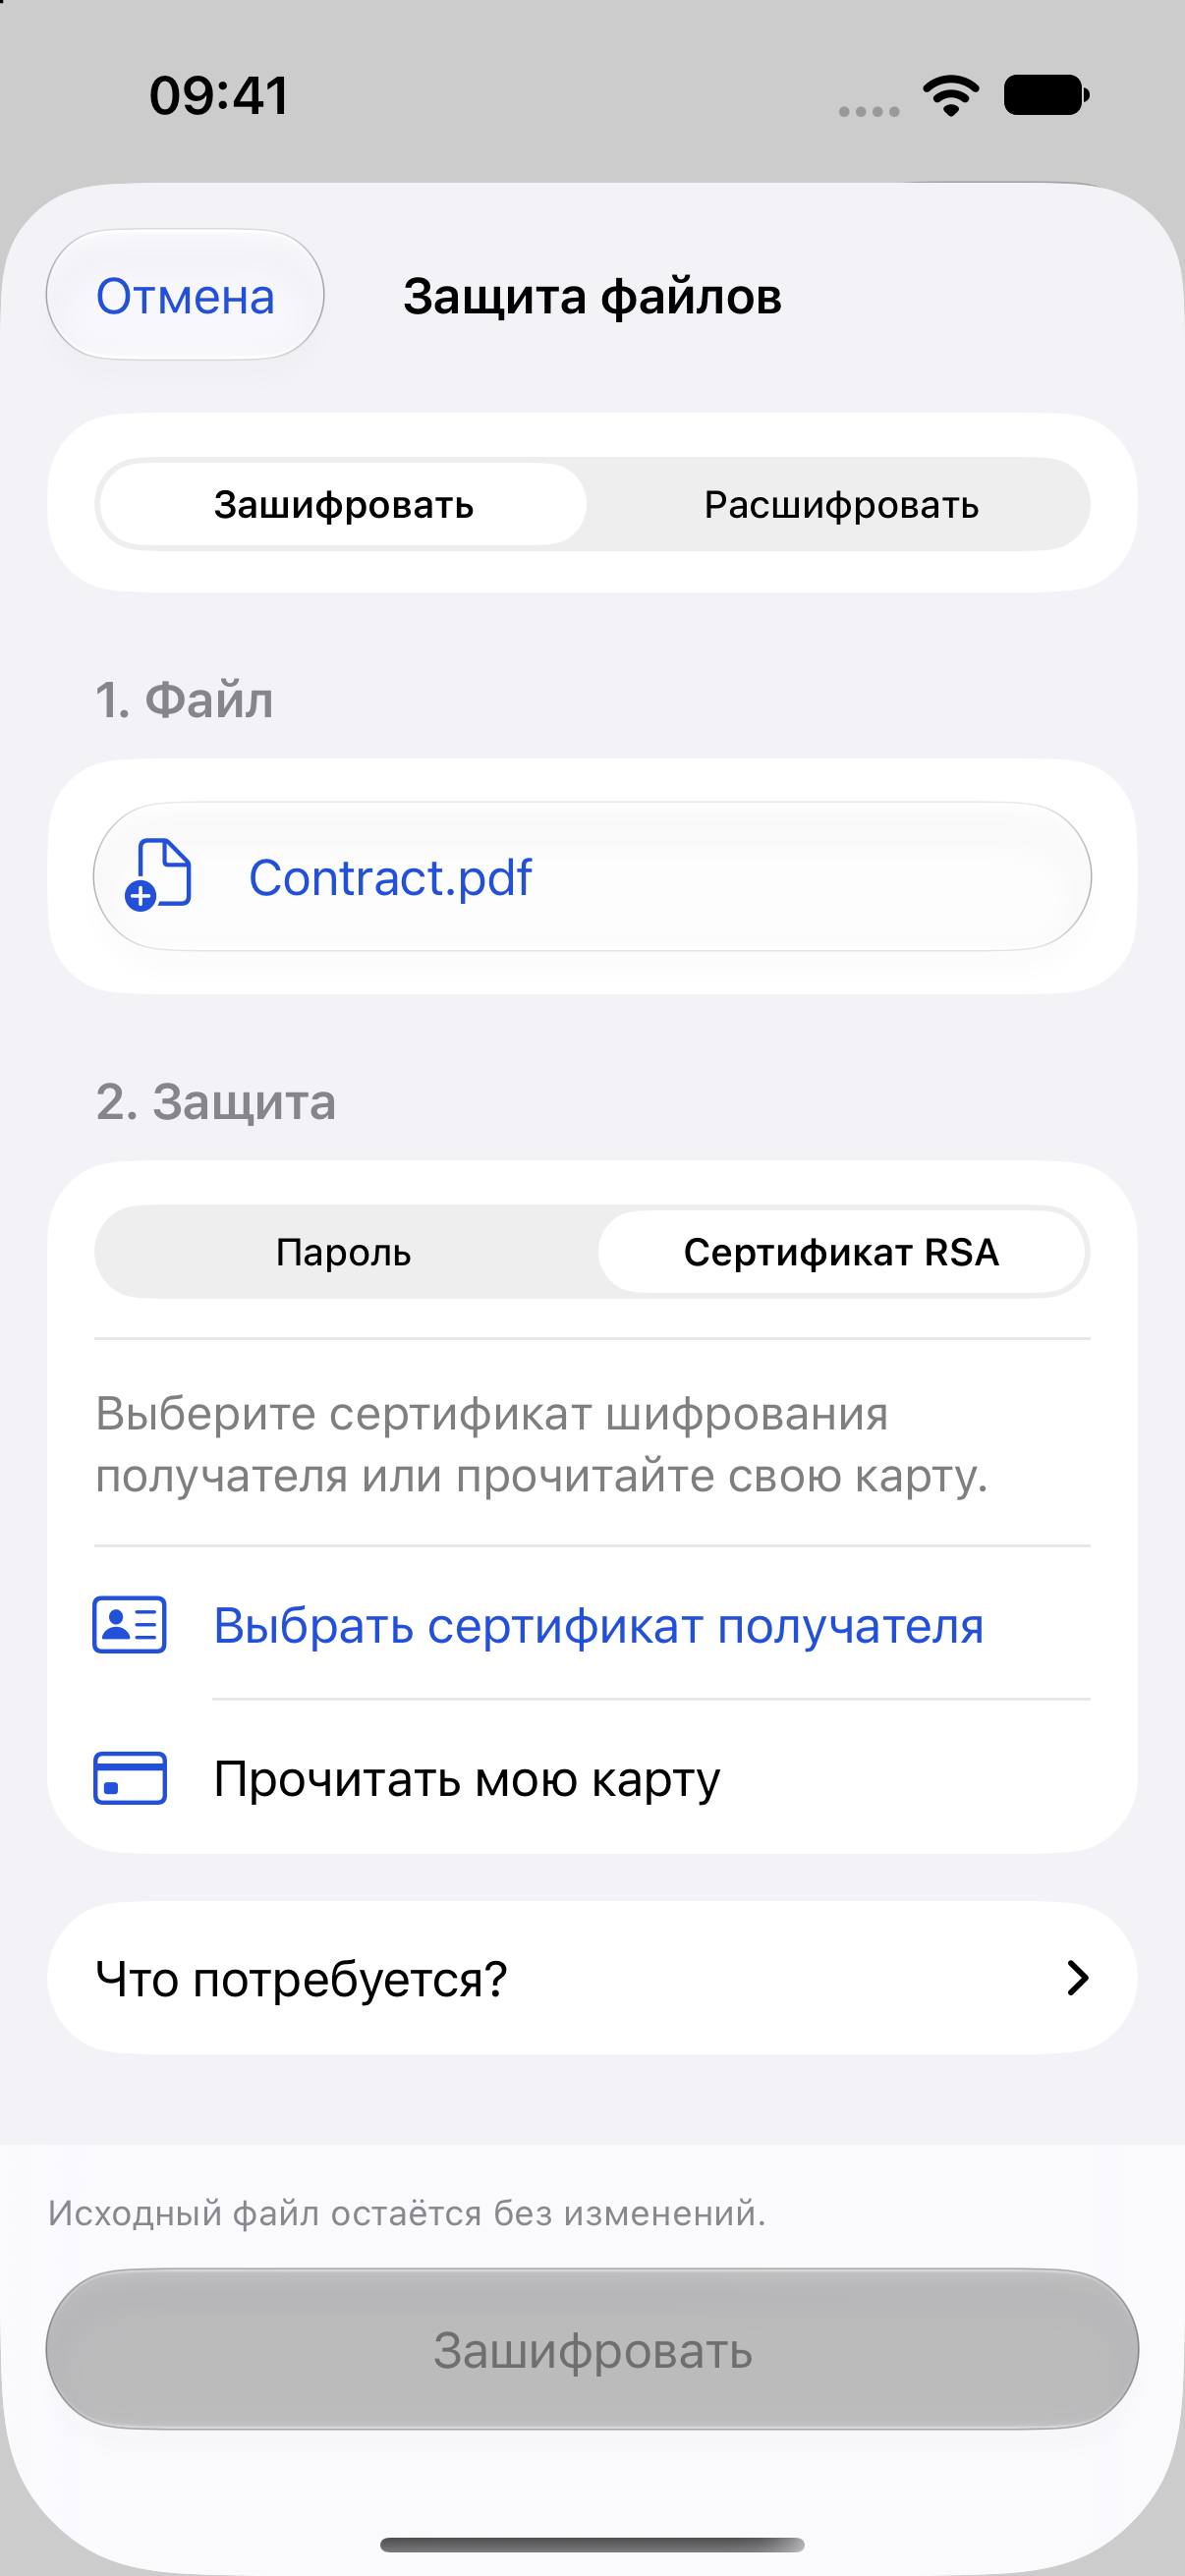 09:41
Отмена
Защита файлов
Зашифровать
Расшифровать
1. Файл
Contract.pdf
2. Защита
Пароль
Сертификат RSA
Выберите сертификат шифрования
получателя или прочитайте свою карту.
Выбрать сертификат получателя
Прочитать мою карту
Что потребуется?
Исходный файл остаётся без изменений.
Зашифровать